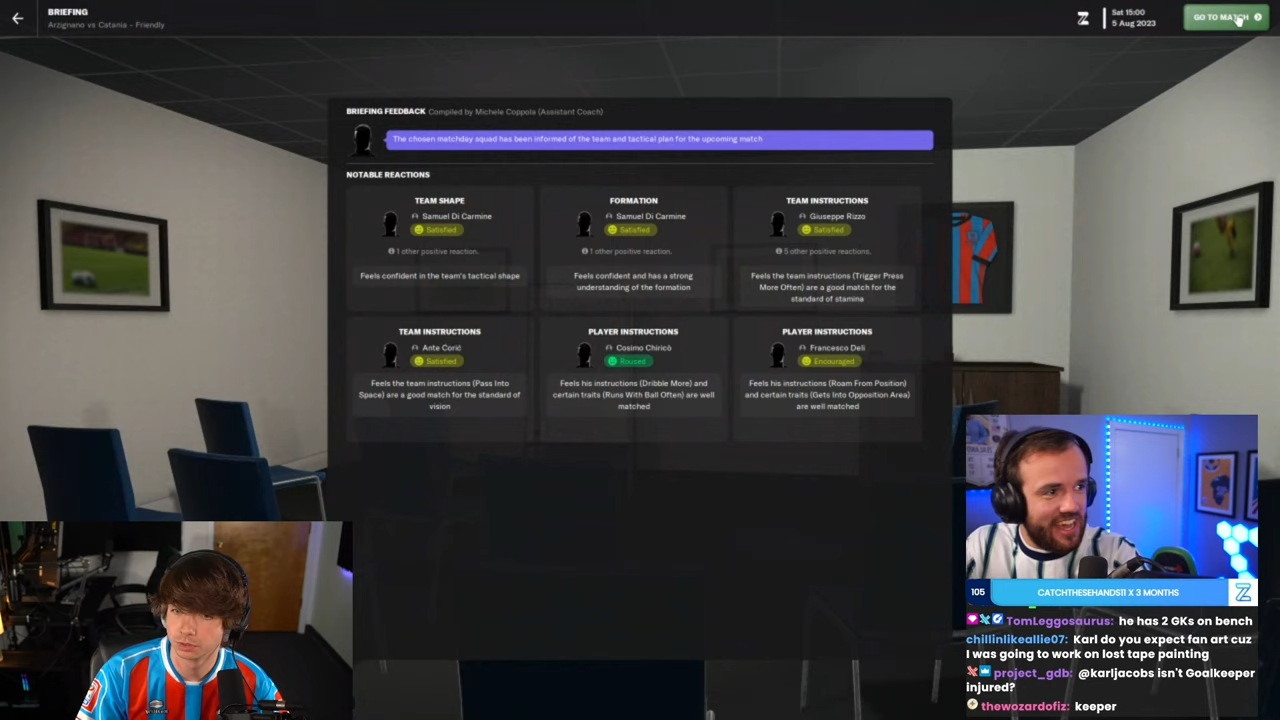 BRIEFING
Arzignano vs Catania - Friendly
Sat 15:00
5 Aug 2023
GO TO MATCH
BRIEFING FEEDBACK Compiled by Michele Coppola (Assistant Coach)
The chosen matchday squad has been informed of the team and tactical plan for the upcoming match
NOTABLE REACTIONS
TEAM SHAPE
Samuel Di Carmine
Satisfied
1 other positive reaction.
Feels confident in the team's tactical shape
FORMATION
Samuel Di Carmine
Satisfied
1 other positive reaction.
Feels confident and has a strong
understanding of the formation
TEAM INSTRUCTIONS
Giuseppe Rizzo
Satisfied
5 other positive reactions.
Feels the team instructions (Trigger Press
More Often) are a good match for the
standard of stamina
TEAM INSTRUCTIONS
Ante Ćorić
Satisfied
Feels the team instructions (Pass Into
Space) are a good match for the standard of
vision
PLAYER INSTRUCTIONS
Cosimo Chiricò
Roused
Feels his instructions (Dribble More) and
certain traits (Runs With Ball Often) are well
matched
PLAYER INSTRUCTIONS
Francesco Deli
Encouraged
Feels his instructions (Roam From Position)
and certain traits (Gets Into Opposition Area)
are well matched
105
CATCHTHESEHANDS11 X 3 MONTHS
TomLeggosaurus: he has 2 GKs on bench
chillinlikeallie07: Karl do you expect fan art cuz
I was going to work on lost tape painting
project_gdb: @karljacobs isn't Goalkeeper
injured?
thewozardofiz: keeper